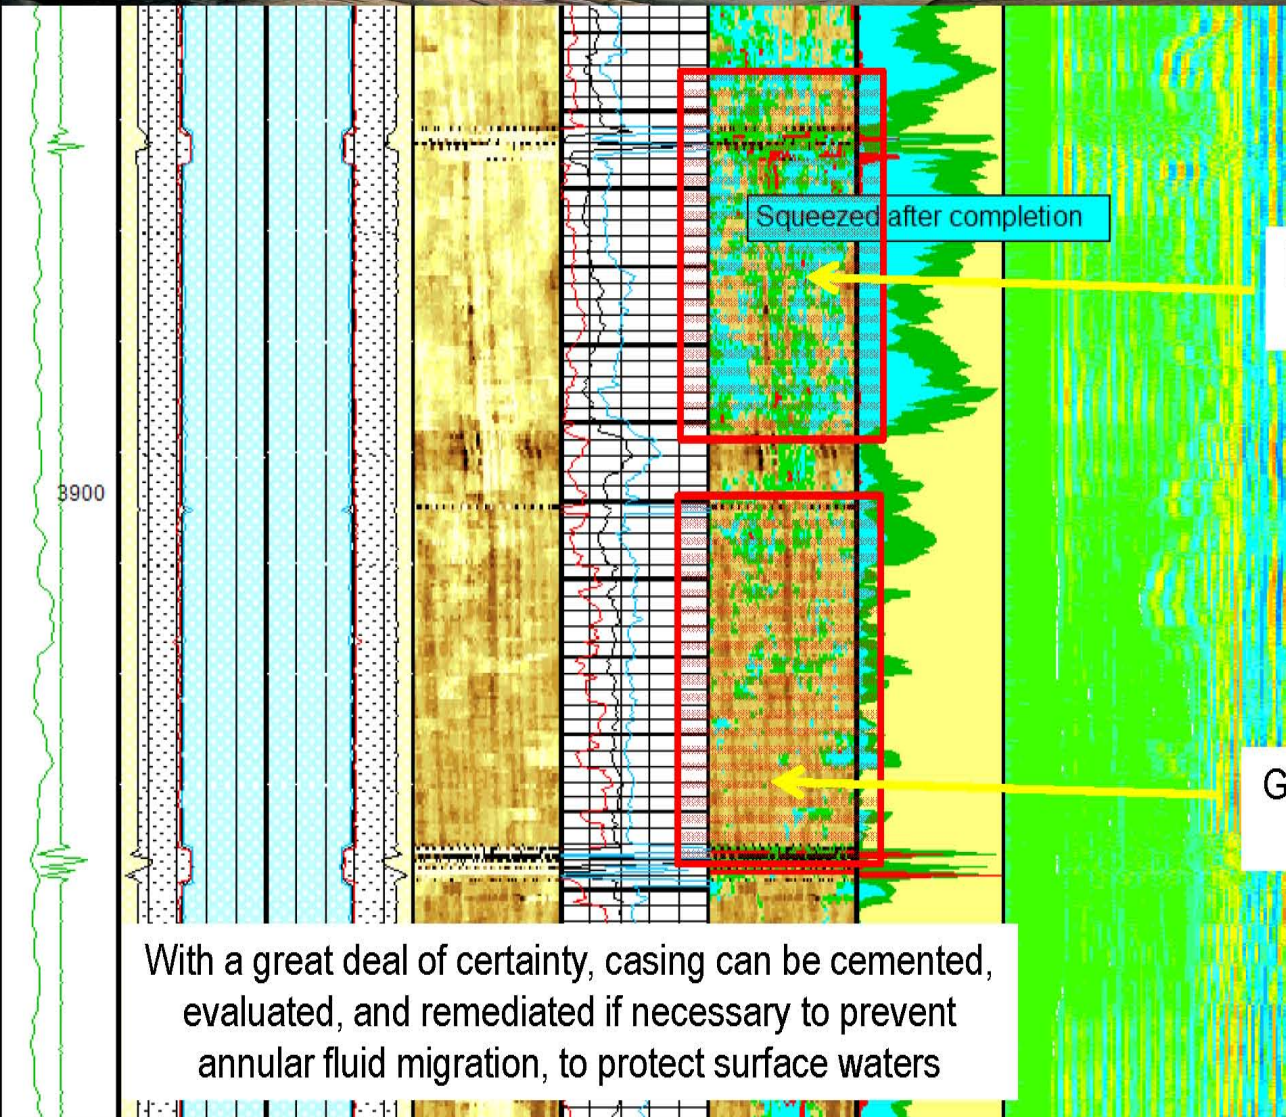 Squeezed after completion
3900
G
With a great deal of certainty, casing can be cemented,
evaluated, and remediated if necessary to prevent
annular fluid migration, to protect surface waters